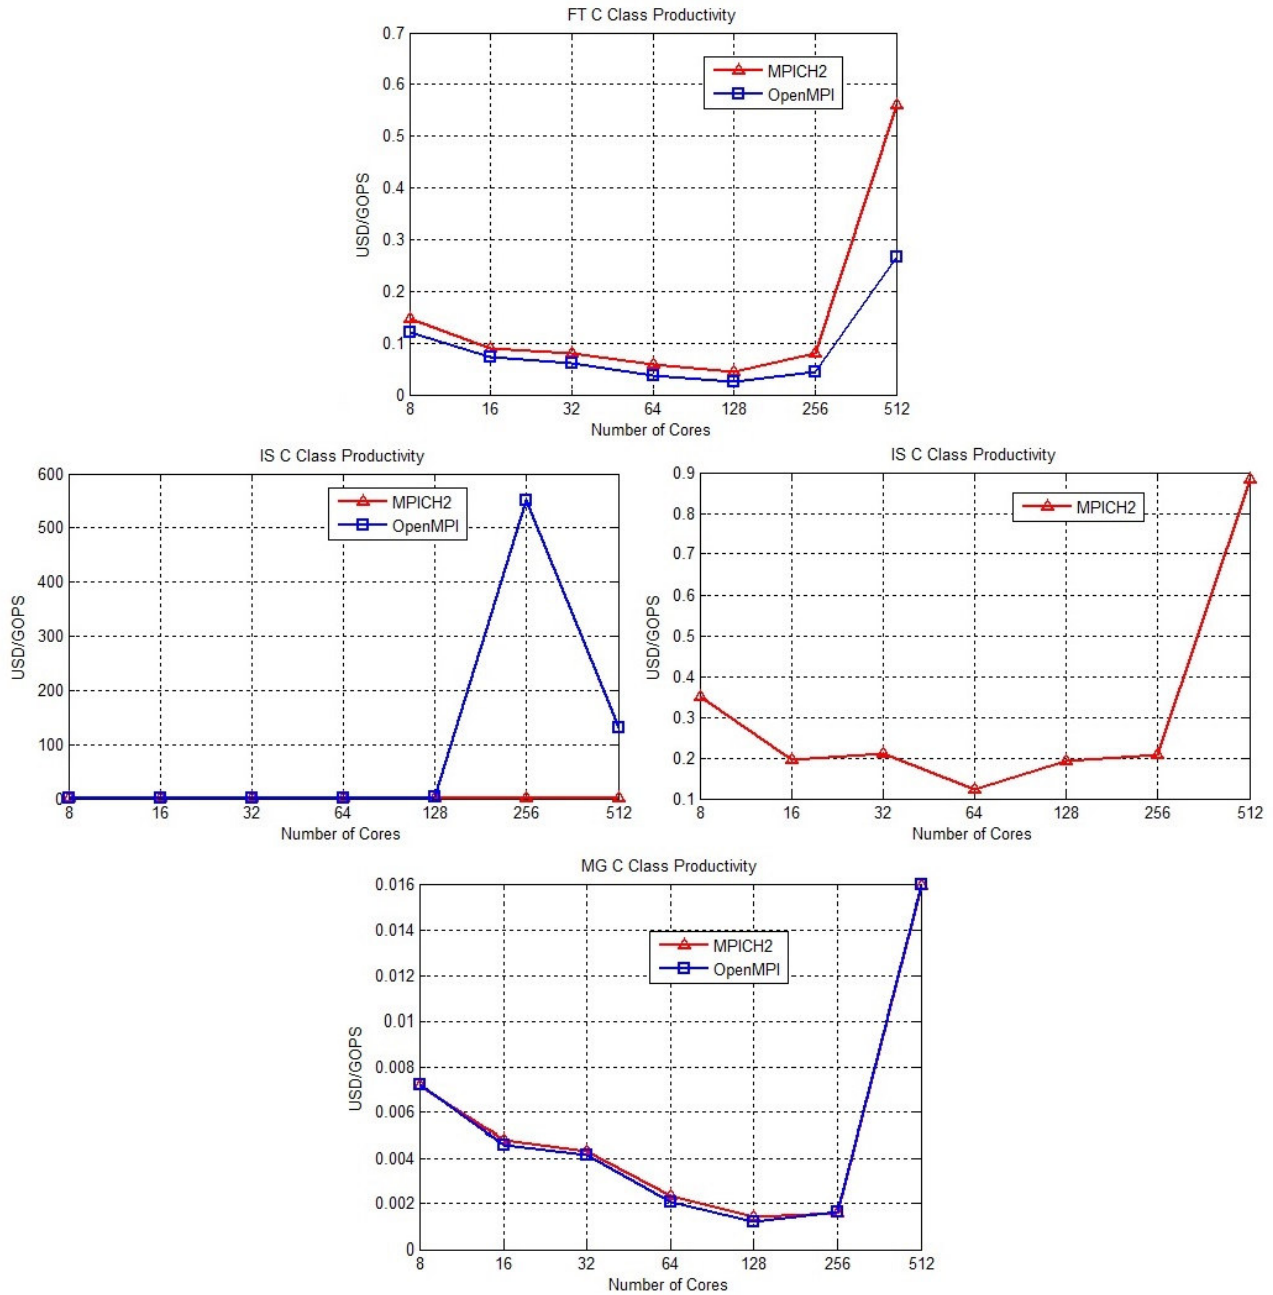 FT C Class Productivity
0.7
0.6
0.5
0.4
0.3
0.2
0.1
0
USD/GOPS
MPICH2
OpenMPI
8 16 32 64 128 256 512
Number of Cores
IS C Class Productivity
600
500
400
300
200
100
0
USD/GOPS
MPICH2
OpenMPI
8 16 32 64 128 256 512
Number of Cores
IS C Class Productivity
0.9
0.8
0.7
0.6
0.5
0.4
0.3
0.2
0.1
USD/GOPS
MPICH2
8 16 32 64 128 256 512
Number of Cores
MG C Class Productivity
0.016
0.014
0.012
0.01
0.008
0.006
0.004
0.002
0
USD/GOPS
MPICH2
OpenMPI
8 16 32 64 128 256 512
Number of Cores